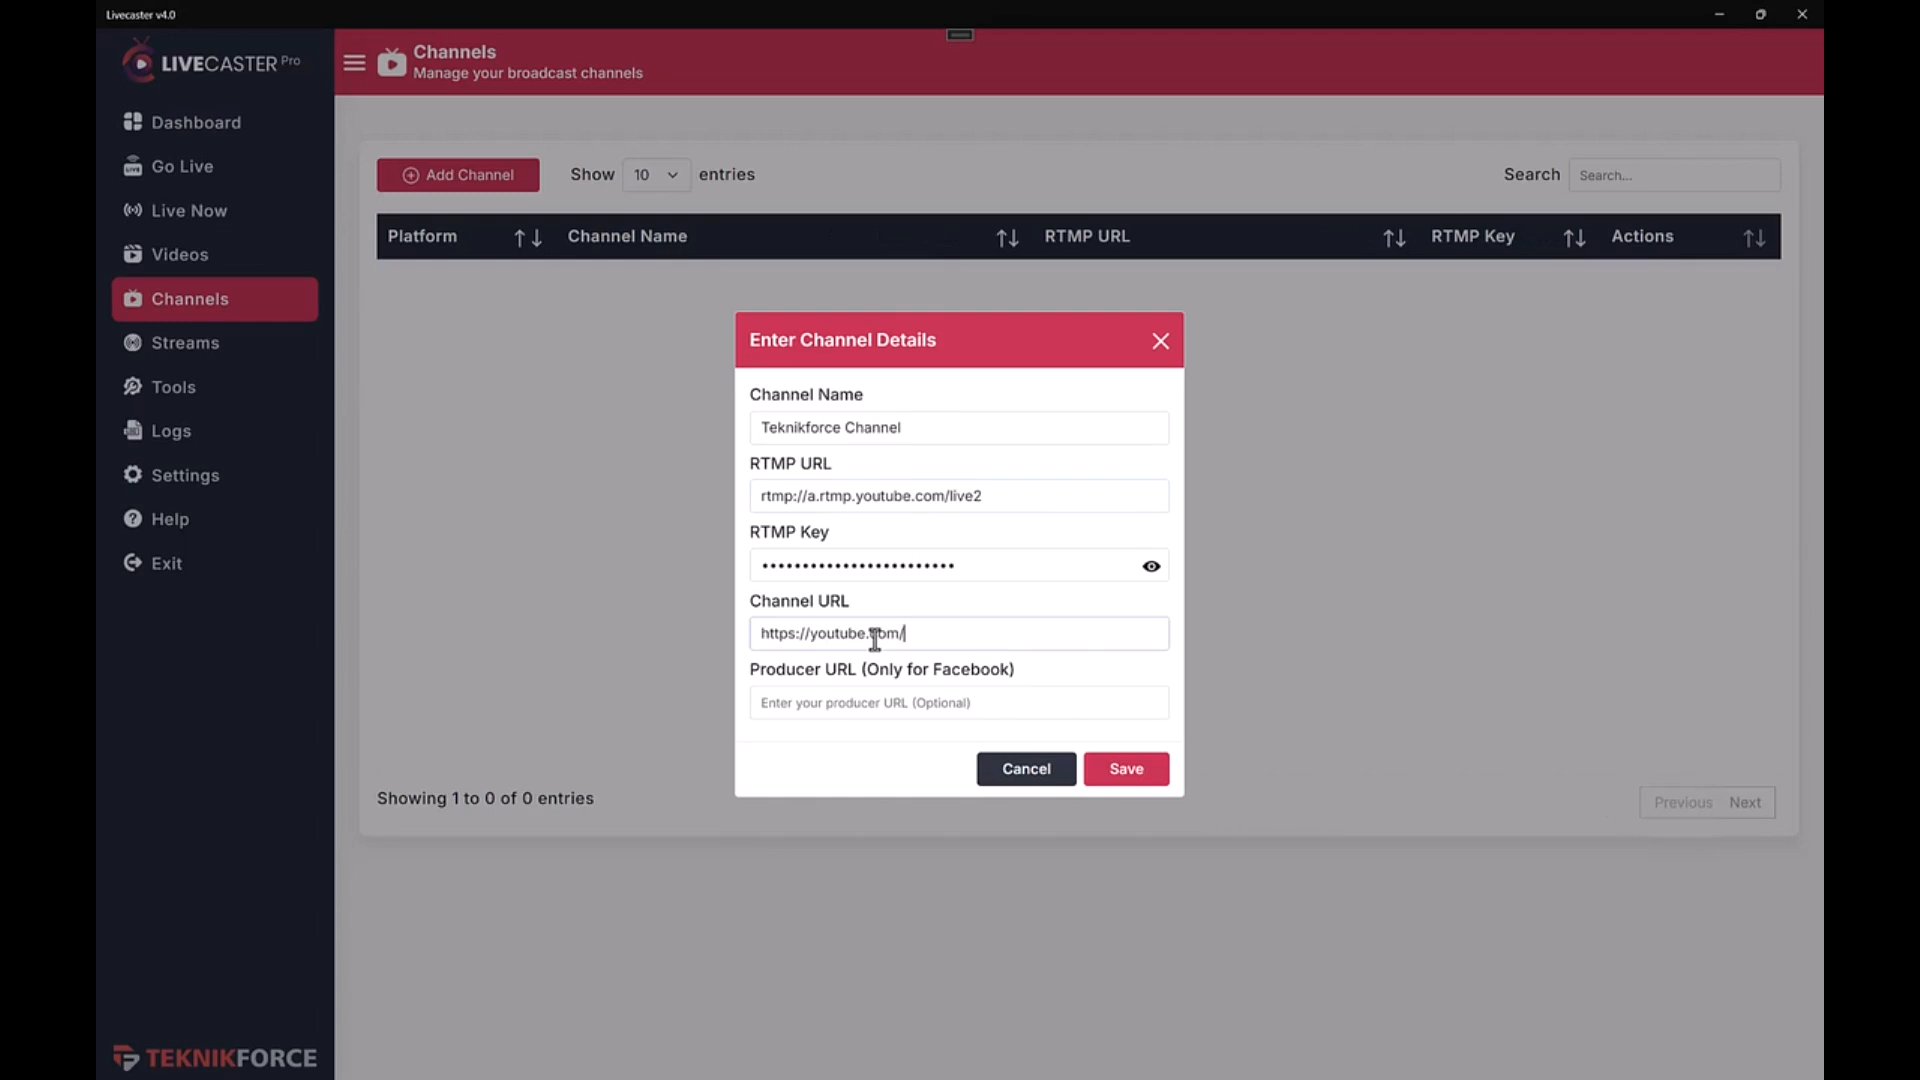 Livecaster v4.0
LIVECASTER Pro
Channels
Manage your broadcast channels
Dashboard
Go Live
Live Now
Videos
Channels
Streams
Tools
Logs
Settings
Help
Exit
TEKNIKFORCE
Add Channel
Show 10 entries
Search Search...
Platform Channel Name RTMP URL RTMP Key Actions
Enter Channel Details
Channel Name
Teknikforce Channel
RTMP URL
rtmp://a.rtmp.youtube.com/live2
RTMP Key
••••••••••••••••••••••••
Channel URL
https://youtube.com/
Producer URL (Only for Facebook)
Enter your producer URL (Optional)
Cancel Save
Showing 1 to 0 of 0 entries
Previous Next